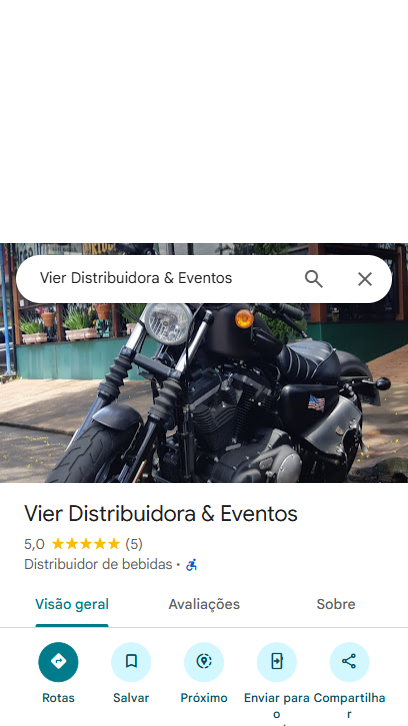 Vier Distribuidora & Eventos
Vier Distribuidora & Eventos
5,0 (5)
Distribuidor de bebidas ·
Visão geral Avaliações Sobre
Rotas Salvar Próximo Enviar para Compartilha
o r